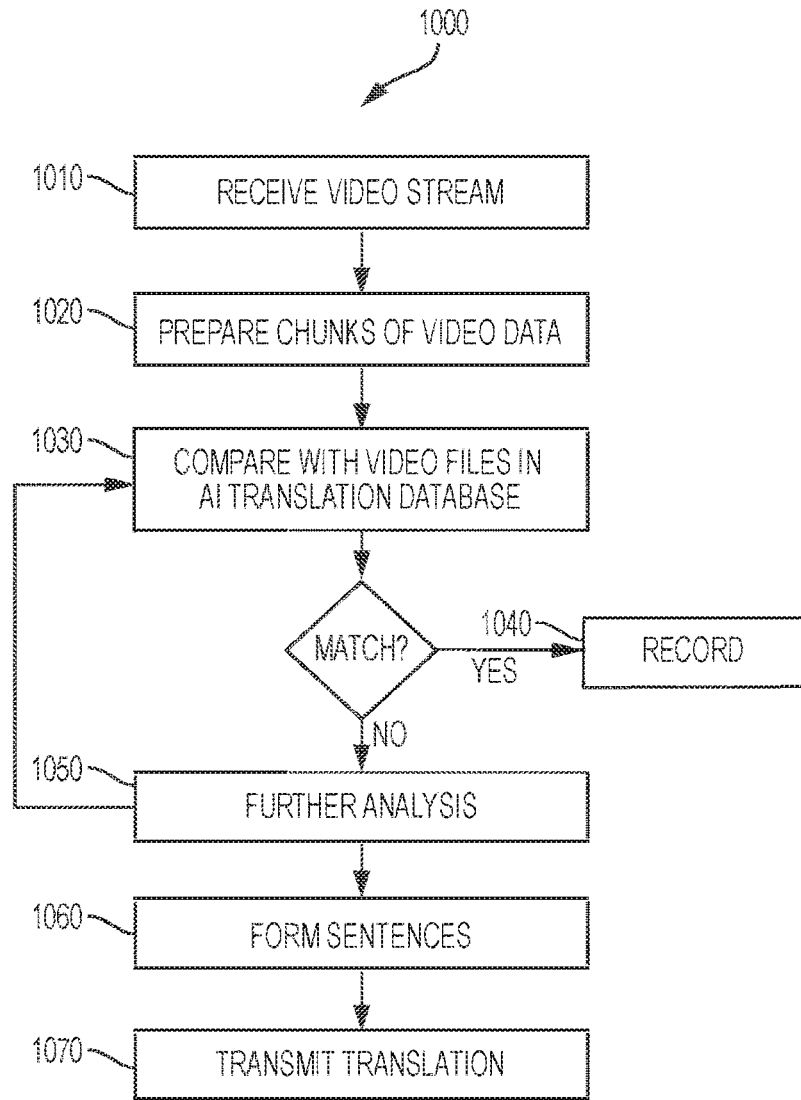 1000
1010
RECEIVE VIDEO STREAM
1020
PREPARE CHUNKS OF VIDEO DATA
1030
COMPARE WITH VIDEO FILES IN
AI TRANSLATION DATABASE
MATCH?
YES
1040
RECORD
NO
1050
FURTHER ANALYSIS
1060
FORM SENTENCES
1070
TRANSMIT TRANSLATION